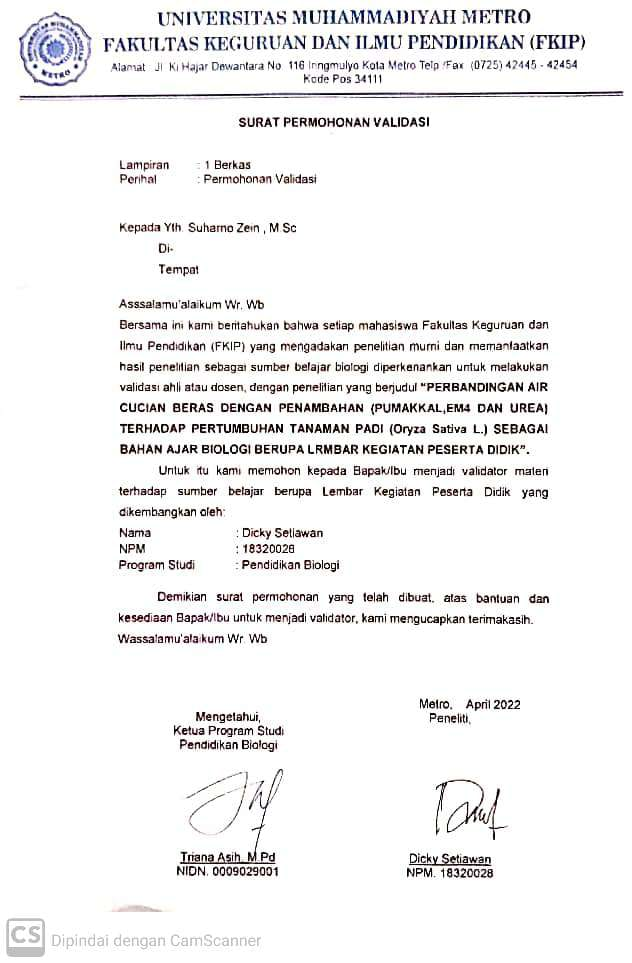 UNIVERSITAS MUHAMMADIYAH METRO
FAKULTAS KEGURUAN DAN ILMU PENDIDIKAN (FKIP)
Alamat : Jl. Ki Hajar Dewantara No. 116 Iringmulyo Kota Metro Telp /Fax (0725) 42445 - 42454
Kode Pos 34111
METRO
SURAT PERMOHONAN VALIDASI
Lampiran : 1 Berkas
Perihal : Permohonan Validasi
Kepada Yth. Suharno Zein , M.Sc
Di-
Tempat
Asssalamu'alaikum Wr. Wb
Bersama ini kami beritahukan bahwa setiap mahasiswa Fakultas Keguruan dan
Ilmu Pendidikan (FKIP) yang mengadakan penelitian murni dan memanfaatkan
hasil penelitian sebagai sumber belajar biologi diperkenankan untuk melakukan
validasi ahli atau dosen, dengan penelitian yang berjudul "PERBANDINGAN AIR
CUCIAN BERAS DENGAN PENAMBAHAN (PUMAKKAL,EM4 DAN UREA)
TERHADAP PERTUMBUHAN TANAMAN PADI (Oryza Sativa L.) SEBAGAI
BAHAN AJAR BIOLOGI BERUPA LRMBAR KEGIATAN PESERTA DIDIK".
Untuk itu kami memohon kepada Bapak/Ibu menjadi validator materi
terhadap sumber belajar berupa Lembar Kegiatan Peserta Didik yang
dikembangkan oleh:
Nama : Dicky Setiawan
NPM : 18320028
Program Studi : Pendidikan Biologi
Demikian surat permohonan yang telah dibuat, atas bantuan dan
kesediaan Bapak/Ibu untuk menjadi validator, kami mengucapkan terimakasih.
Wassalamu'alaikum Wr. Wb
Metro, April 2022
Peneliti,
Mengetahui,
Ketua Program Studi
Pendidikan Biologi
Triana Asih, M.Pd
NIDN. 0009029001
Dicky Setiawan
NPM. 18320028
CS Dipindai dengan CamScanner